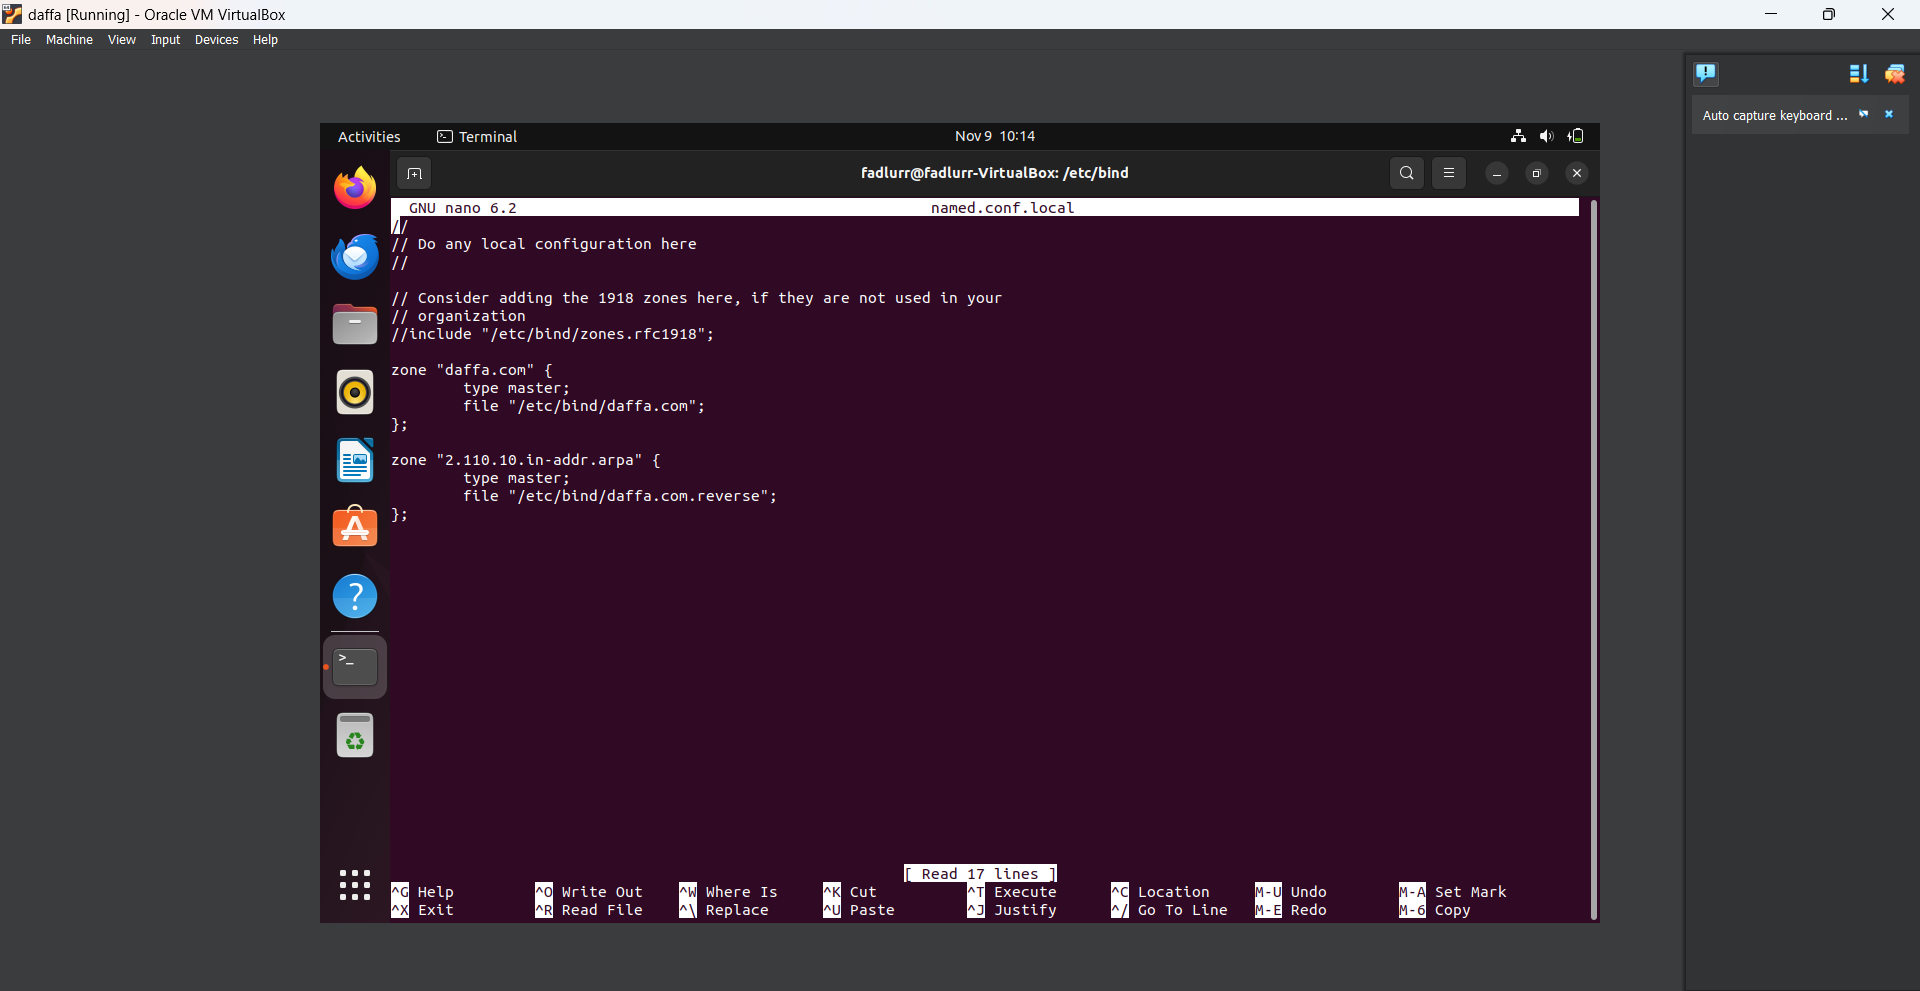 daffa [Running] - Oracle VM VirtualBox
File Machine View Input Devices Help
Auto capture keyboard ...
Activities Terminal Nov 9 10:14
fadlurr@fadlurr-VirtualBox: /etc/bind
GNU nano 6.2 named.conf.local
//
// Do any local configuration here
//
// Consider adding the 1918 zones here, if they are not used in your
// organization
//include "/etc/bind/zones.rfc1918";
zone "daffa.com" {
type master;
file "/etc/bind/daffa.com";
};
zone "2.110.10.in-addr.arpa" {
type master;
file "/etc/bind/daffa.com.reverse";
};
[ Read 17 lines ]
^G Help ^O Write Out ^W Where Is ^K Cut ^T Execute ^C Location M-U Undo M-A Set Mark
^X Exit ^R Read File ^\ Replace ^U Paste ^J Justify ^/ Go To Line M-E Redo M-6 Copy